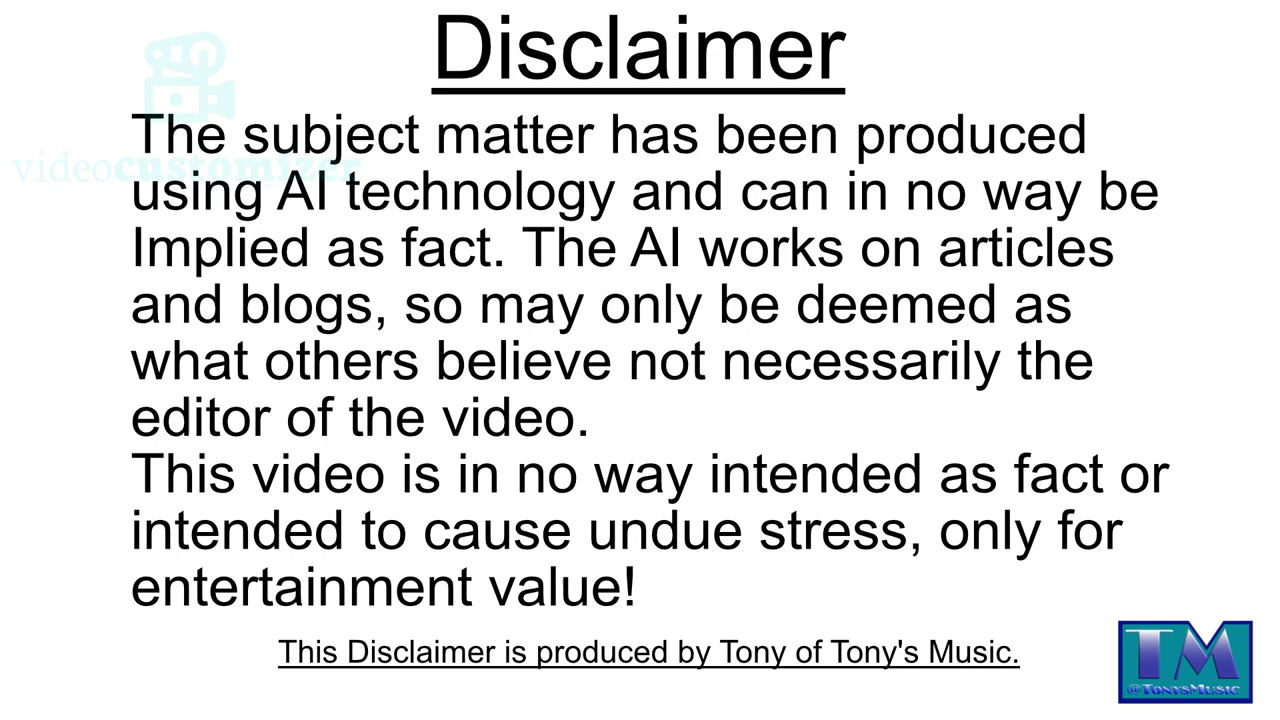 Disclaimer
The subject matter has been produced
videocustomizer
using AI technology and can in no way be
Implied as fact. The AI works on articles
and blogs, so may only be deemed as
what others believe not necessarily the
editor of the video.
This video is in no way intended as fact or
intended to cause undue stress, only for
entertainment value!
This Disclaimer is produced by Tony of Tony's Music.
TM
@TonysMusic